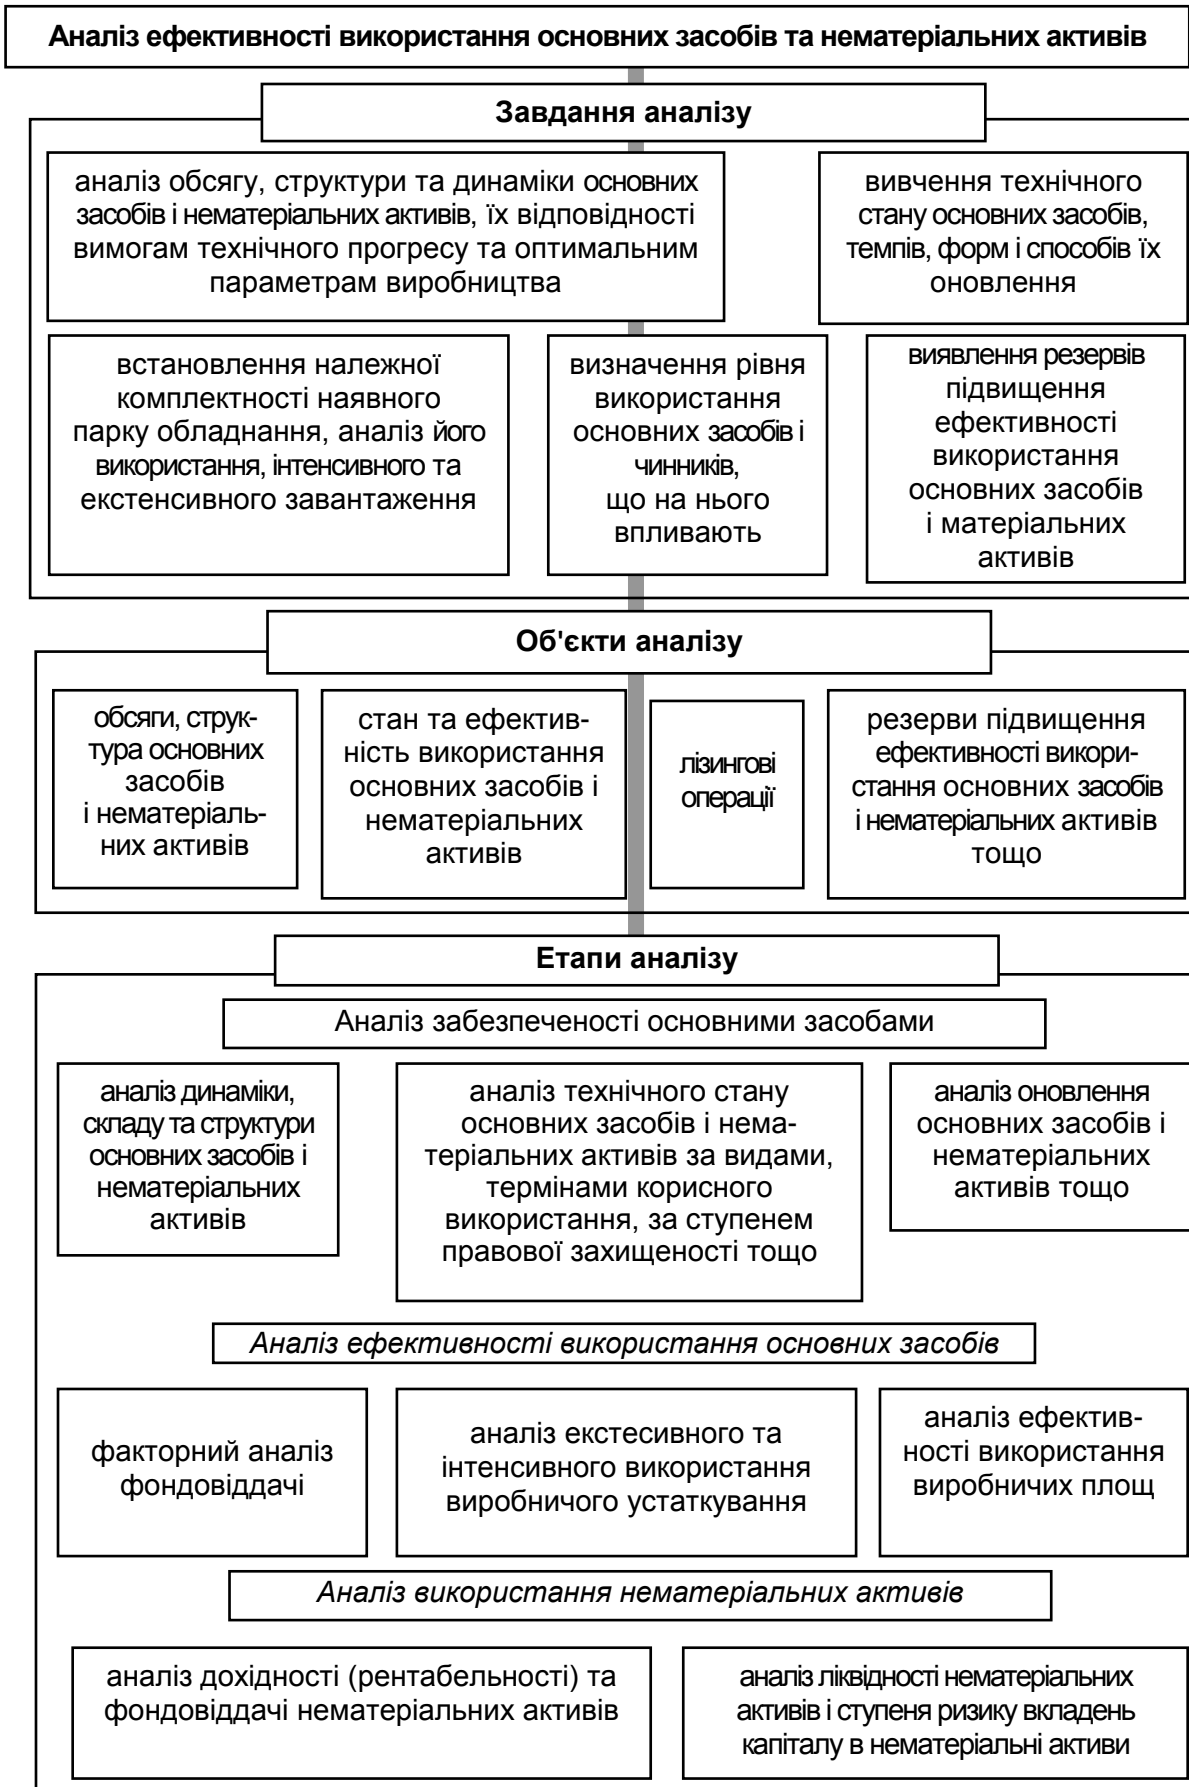 Аналіз ефективності використання основних засобів та нематеріальних активів
Завдання аналізу
аналіз обсягу, структури та динаміки основних
засобів і нематеріальних активів, їх відповідності
вимогам технічного прогресу та оптимальним
параметрам виробництва
вивчення технічного
стану основних засобів,
темпів, форм і способів їх
оновлення
встановлення належної
комплектності наявного
парку обладнання, аналіз його
використання, інтенсивного та
екстенсивного завантаження
визначення рівня
використання
основних засобів і
чинників,
що на нього
впливають
виявлення резервів
підвищення
ефективності
використання
основних засобів
і матеріальних
активів
Об'єкти аналізу
обсяги, струк-
тура основних
засобів
і нематеріаль-
них активів
стан та ефектив-
ність використання
основних засобів і
нематеріальних
активів
лізингові
операції
резерви підвищення
ефективності викори-
стання основних засобів
і нематеріальних активів
тощо
Етапи аналізу
Аналіз забезпеченості основними засобами
аналіз динаміки,
складу та структури
основних засобів і
нематеріальних
активів
аналіз технічного стану
основних засобів і нема-
теріальних активів за видами,
термінами корисного
використання, за ступенем
правової захищеності тощо
аналіз оновлення
основних засобів і
нематеріальних
активів тощо
Аналіз ефективності використання основних засобів
факторний аналіз
фондовіддачі
аналіз екстесивного та
інтенсивного використання
виробничого устаткування
аналіз ефектив-
ності використання
виробничих площ
Аналіз використання нематеріальних активів
аналіз дохідності (рентабельності) та
фондовіддачі нематеріальних активів
аналіз ліквідності нематеріальних
активів і ступеня ризику вкладень
капіталу в нематеріальні активи